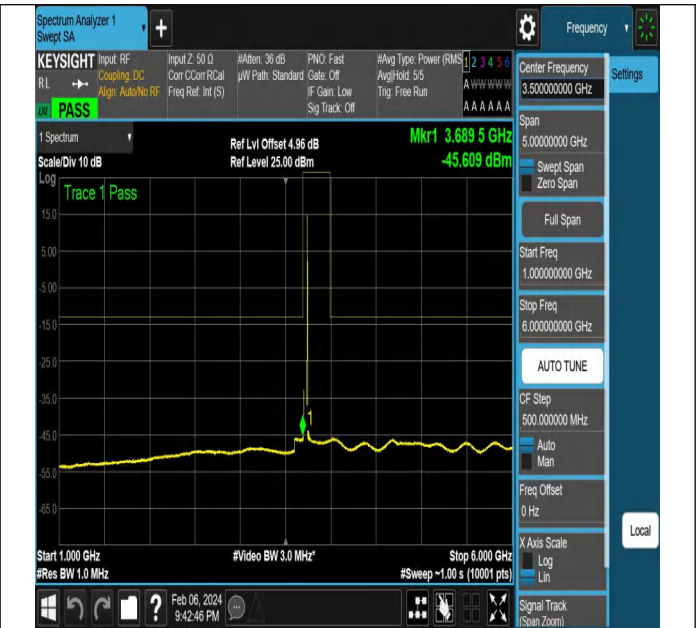 Spectrum Analyzer 1
Swept SA
+
Frequency
KEYSIGHT
RL
LXI
PASS
Input: RF
Coupling: DC
Align: Auto/No RF
Input Z: 50 Ω
Corr CCorr RCal
Freq Ref: Int (S)
#Atten: 36 dB
µW Path: Standard
PNO: Fast
Gate: Off
IF Gain: Low
Sig Track: Off
#Avg Type: Power (RMS
Avg|Hold: 5/5
Trig: Free Run
1 2 3 4 5 6
A W W W W W
A A A A A A
1 Spectrum
Scale/Div 10 dB
Log
Ref Lvl Offset 4.96 dB
Ref Level 25.00 dBm
Mkr1 3.689 5 GHz
-45.609 dBm
Trace 1 Pass
15.0
5.00
-5.00
-15.0
-25.0
-35.0
-45.0
-55.0
-65.0
1
Start 1.000 GHz
#Res BW 1.0 MHz
#Video BW 3.0 MHz*
Stop 6.000 GHz
#Sweep ~1.00 s (10001 pts)
?
Feb 06, 2024
9:42:46 PM
Center Frequency
3.500000000 GHz
Settings
Span
5.00000000 GHz
Swept Span
Zero Span
Full Span
Start Freq
1.000000000 GHz
Stop Freq
6.000000000 GHz
AUTO TUNE
CF Step
500.000000 MHz
Auto
Man
Freq Offset
0 Hz
Local
X Axis Scale
Log
Lin
Signal Track
(Span Zoom)